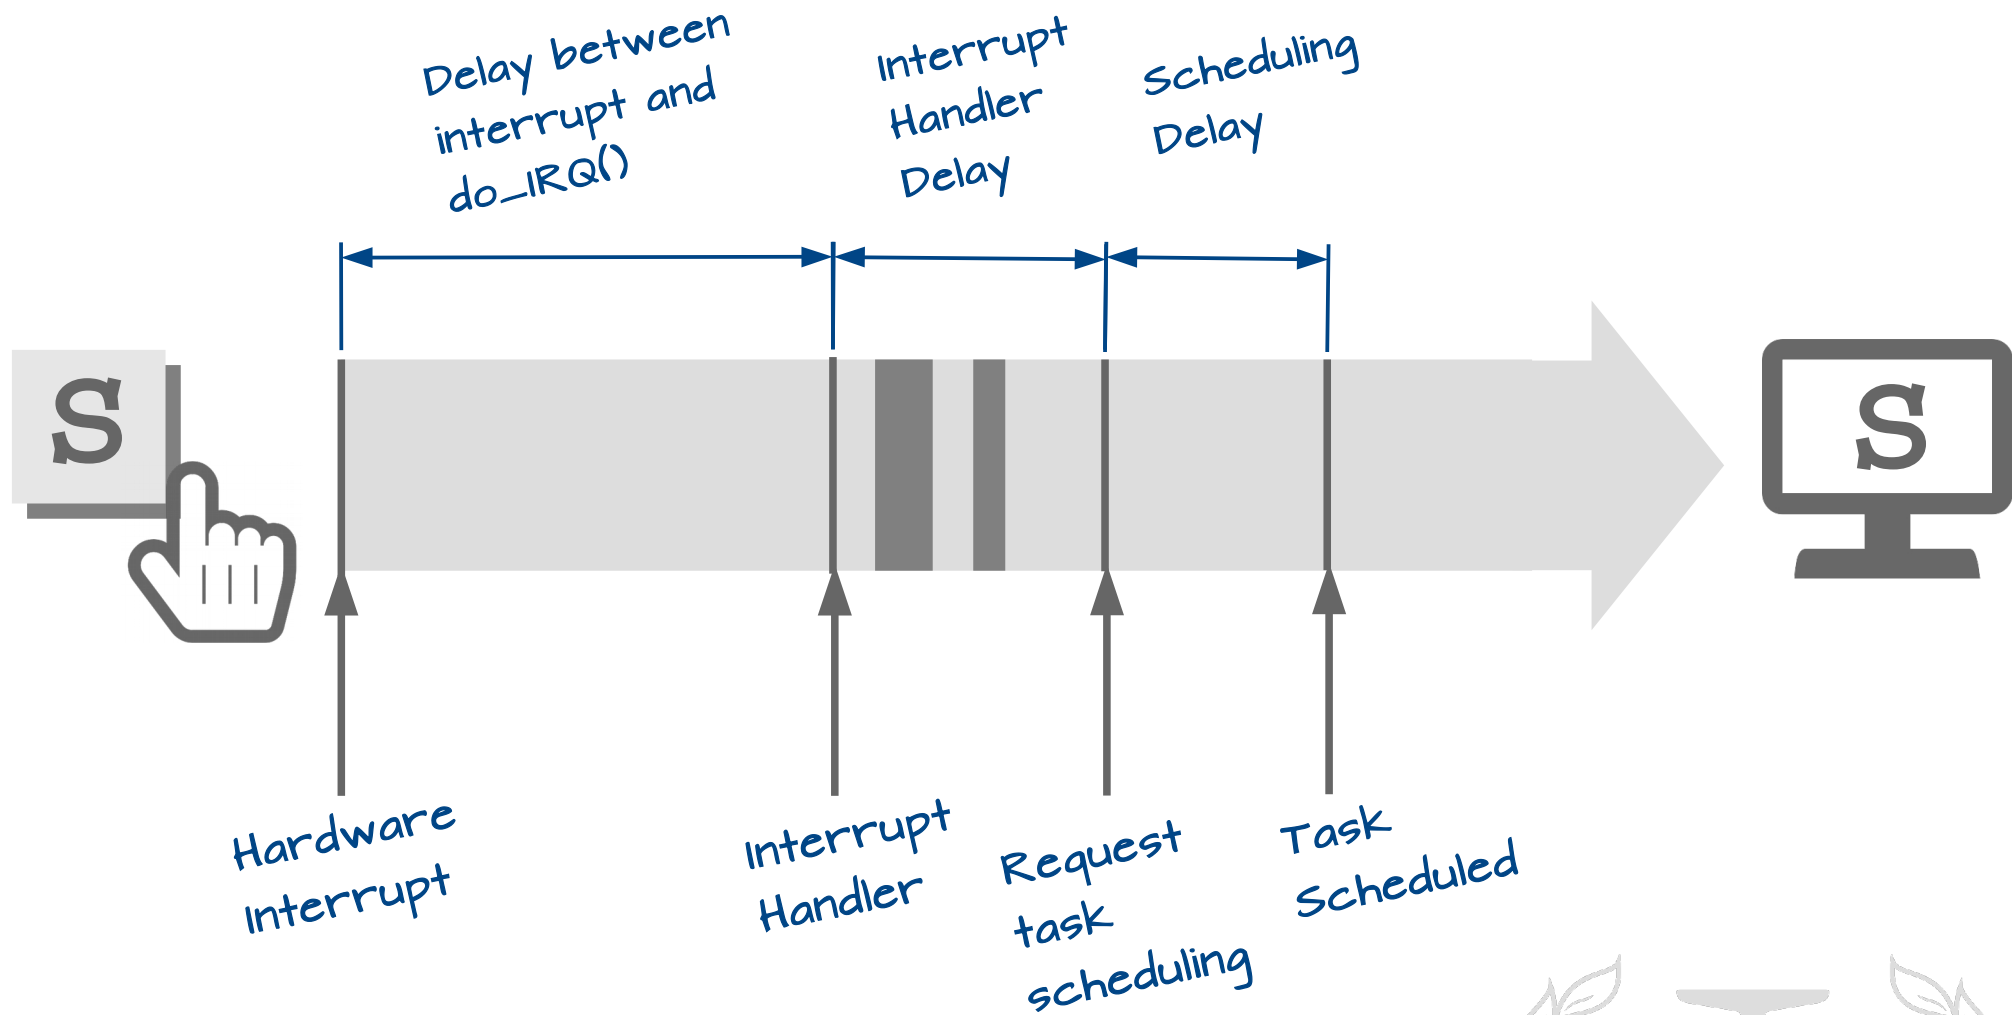 Delay between
interrupt and
do_IRQ()
Interrupt
Handler
Delay
Scheduling
Delay
S
S
Hardware
Interrupt
Interrupt
Handler
Request
task
scheduling
Task
Scheduled